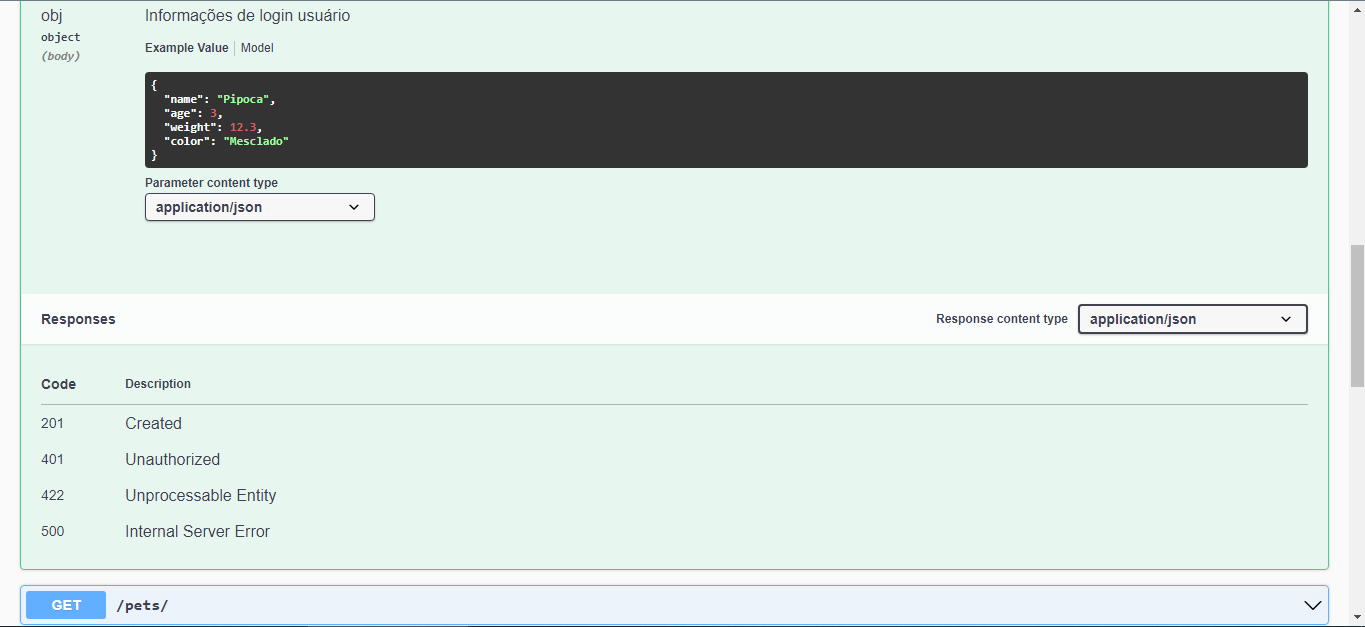 obj
Informações de login usuário
object
(body)
Example Value
Model
{
"name": "Pipoca",
"age": 3,
"weight": 12.3,
"color": "Mesclado"
}
Parameter content type
application/json
Responses
Response content type
application/json
Code
Description
201
Created
401
Unauthorized
422
Unprocessable Entity
500
Internal Server Error
GET
/pets/